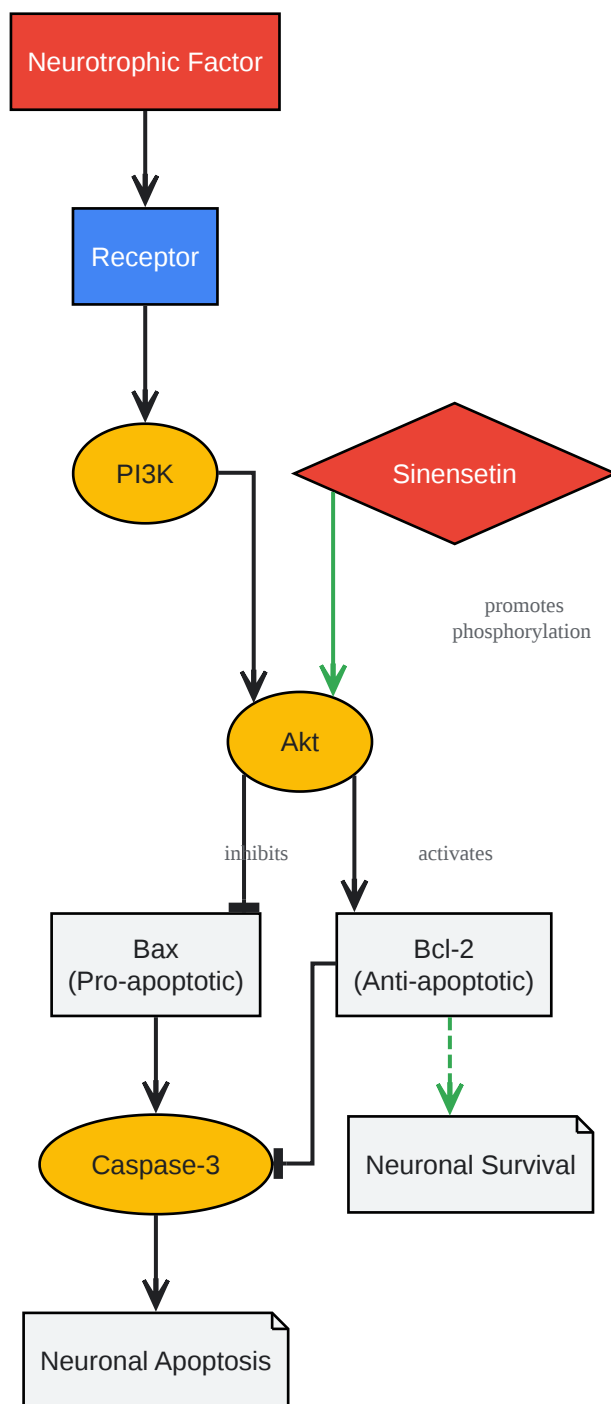 Neurotrophic Factor
Receptor
PI3K
Sinensetin
promotes
phosphorylation
Akt
inhibits
activates
Bax
(Pro-apoptotic)
Bcl-2
(Anti-apoptotic)
Caspase-3
Neuronal Survival
Neuronal Apoptosis